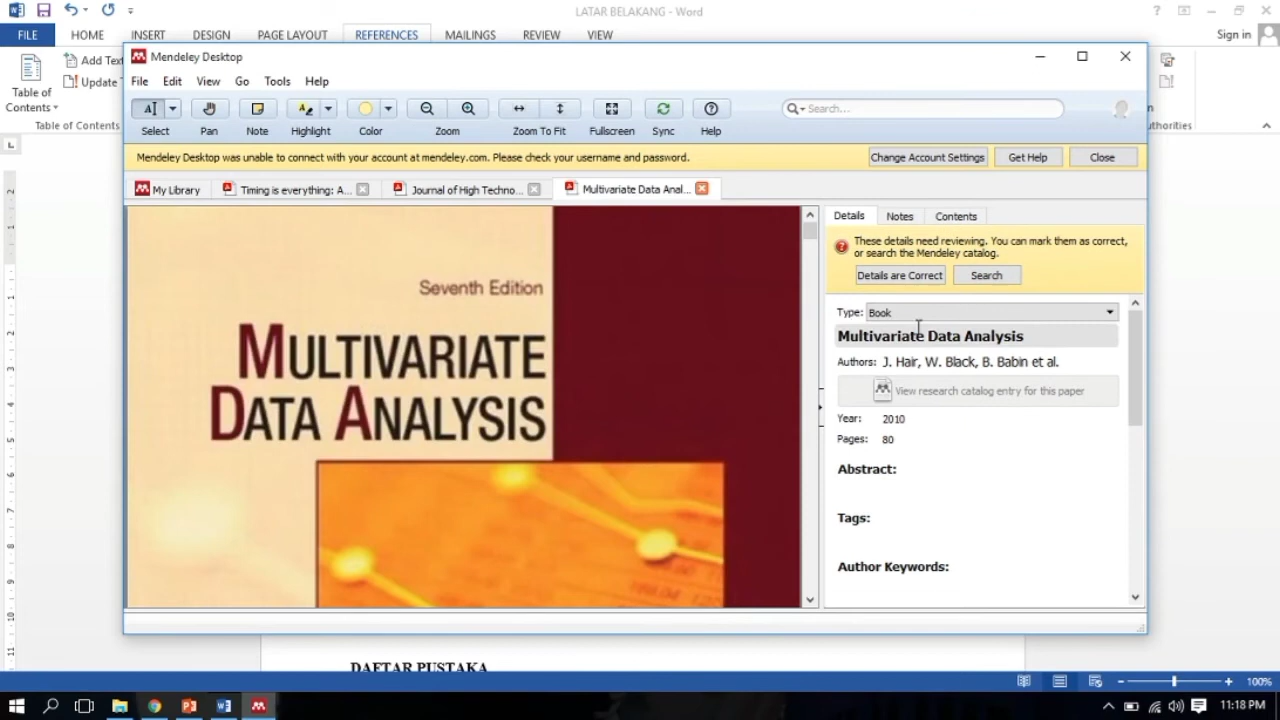 LATAR BELAKANG - Word
FILE HOME INSERT DESIGN PAGE LAYOUT REFERENCES MAILINGS REVIEW VIEW Sign in
Table of Contents
Add Text
Update T
Table of Contents
Mendeley Desktop
File Edit View Go Tools Help
Select Pan Note Highlight Color Zoom Zoom To Fit Fullscreen Sync Help
Search...
Mendeley Desktop was unable to connect with your account at mendeley.com. Please check your username and password. Change Account Settings Get Help Close
My Library Timing is everything: A... Journal of High Techno... Multivariate Data Anal...
Seventh Edition
MULTIVARIATE
DATA ANALYSIS
Details Notes Contents
These details need reviewing. You can mark them as correct,
or search the Mendeley catalog.
Details are Correct Search
Type: Book
Multivariate Data Analysis
Authors: J. Hair, W. Black, B. Babin et al.
View research catalog entry for this paper
Year: 2010
Pages: 80
Abstract:
Tags:
Author Keywords:
DAFTAR PUSTAKA
100%
11:18 PM